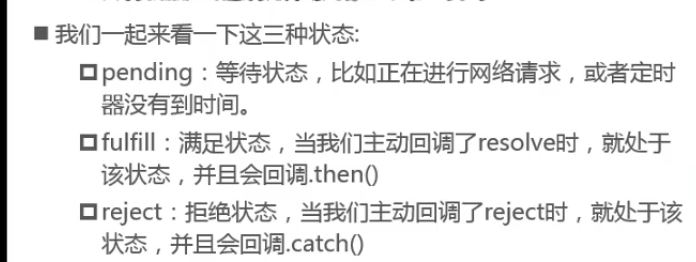 我们一起来看一下这三种状态:
pending：等待状态，比如正在进行网络请求，或者定时
器没有到时间。
fulfill：满足状态，当我们主动回调了resolve时，就处于
该状态，并且会回调.then()
reject：拒绝状态，当我们主动回调了reject时，就处于该
状态，并且会回调.catch()